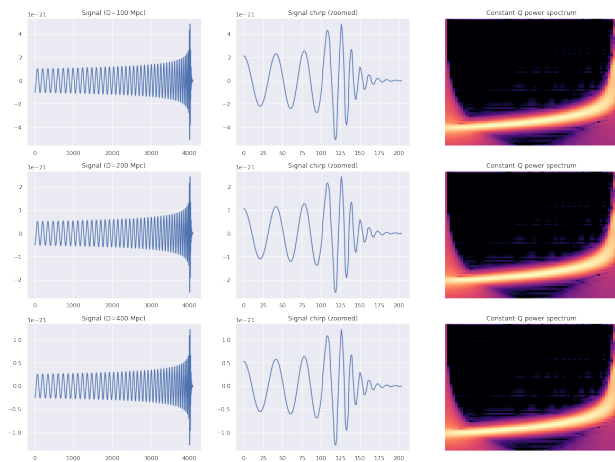 Signal (D=100 Mpc)
Signal chirp (zoomed)
Constant-Q power spectrum
1e−21
1e−21
4
2
0
−2
−4
4
2
0
−2
−4
0 1000 2000 3000 4000
0 25 50 75 100 125 150 175 200
Signal (D=200 Mpc)
Signal chirp (zoomed)
Constant-Q power spectrum
1e−21
1e−21
2
1
0
−1
−2
2
1
0
−1
−2
0 1000 2000 3000 4000
0 25 50 75 100 125 150 175 200
Signal (D=400 Mpc)
Signal chirp (zoomed)
Constant-Q power spectrum
1e−21
1e−21
1.0
0.5
0.0
−0.5
−1.0
1.0
0.5
0.0
−0.5
−1.0
0 1000 2000 3000 4000
0 25 50 75 100 125 150 175 200